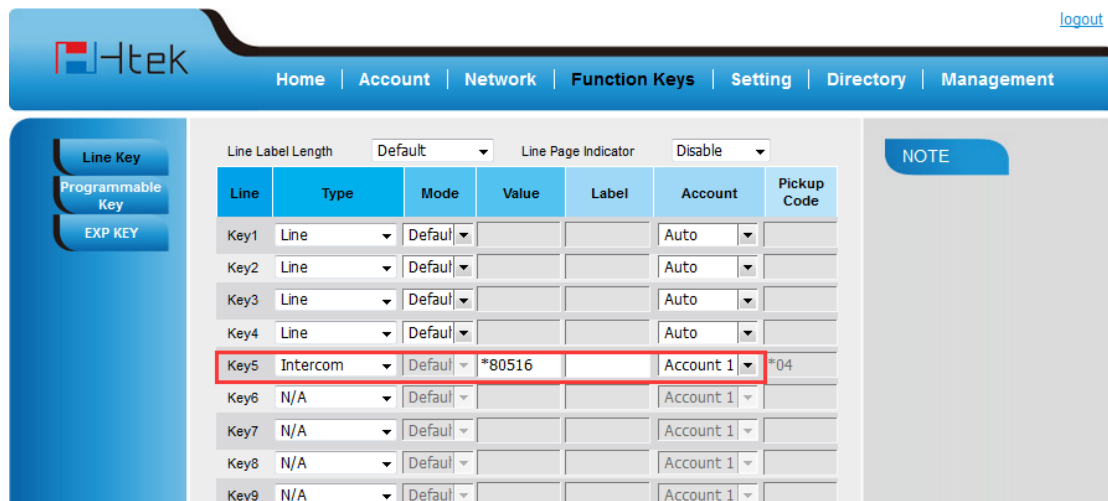 logout
Htek
Home | Account | Network | Function Keys | Setting | Directory | Management
Line Key
Programmable Key
EXP KEY
Line Label Length Default Line Page Indicator Disable
Line Type Mode Value Label Account Pickup Code
Key1 Line Defaul Auto
Key2 Line Defaul Auto
Key3 Line Defaul Auto
Key4 Line Defaul Auto
Key5 Intercom Defaul *80516 Account 1 *04
Key6 N/A Defaul Account 1
Key7 N/A Defaul Account 1
Key8 N/A Defaul Account 1
Key9 N/A Defaul Account 1
NOTE